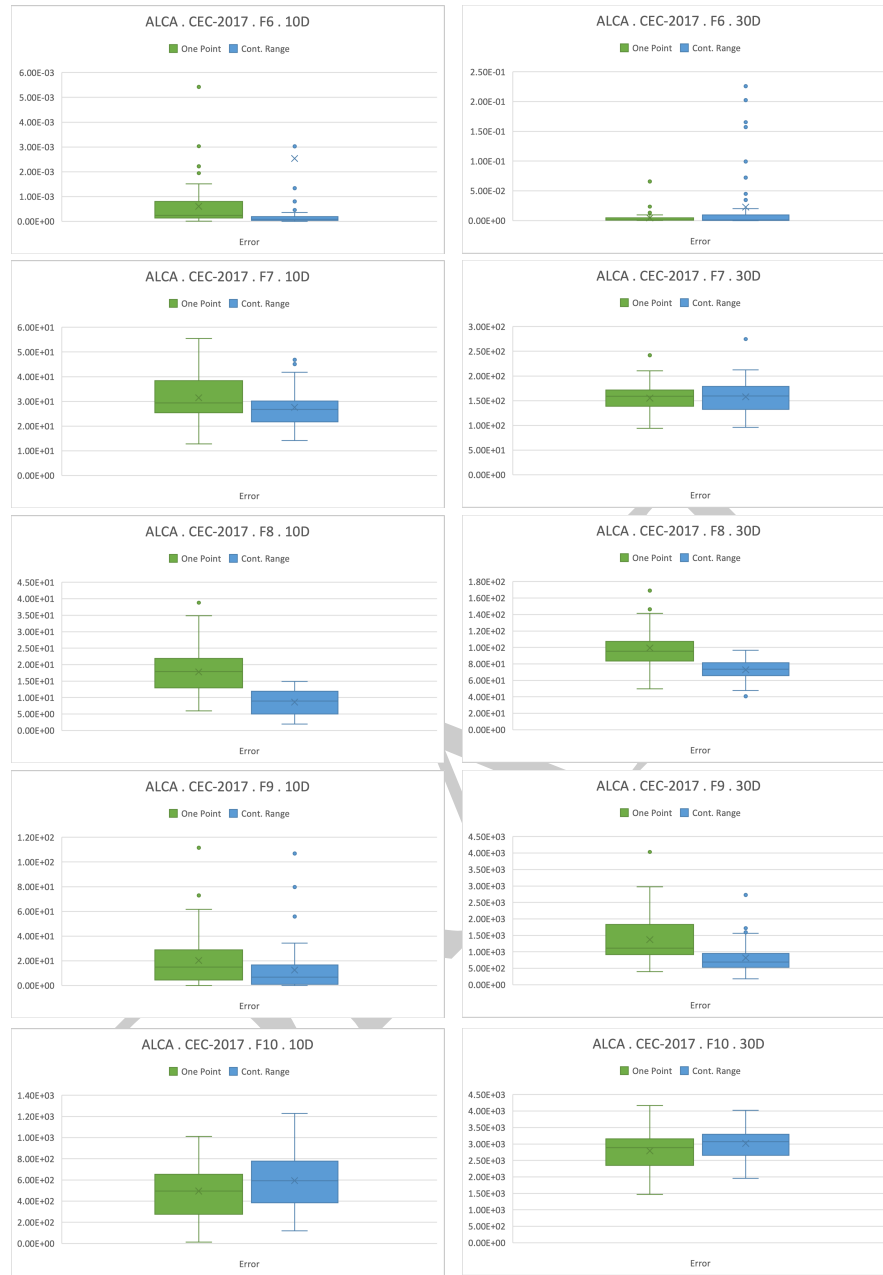 ALCA . CEC-2017 . F6 . 10D
One Point Cont. Range
6.00E-03
5.00E-03
4.00E-03
3.00E-03
2.00E-03
1.00E-03
0.00E+00
Error
ALCA . CEC-2017 . F6 . 30D
One Point Cont. Range
2.50E-01
2.00E-01
1.50E-01
1.00E-01
5.00E-02
0.00E+00
Error
ALCA . CEC-2017 . F7 . 10D
One Point Cont. Range
6.00E+01
5.00E+01
4.00E+01
3.00E+01
2.00E+01
1.00E+01
0.00E+00
Error
ALCA . CEC-2017 . F7 . 30D
One Point Cont. Range
3.00E+02
2.50E+02
2.00E+02
1.50E+02
1.00E+02
5.00E+01
0.00E+00
Error
ALCA . CEC-2017 . F8 . 10D
One Point Cont. Range
4.50E+01
4.00E+01
3.50E+01
3.00E+01
2.50E+01
2.00E+01
1.50E+01
1.00E+01
5.00E+00
0.00E+00
Error
ALCA . CEC-2017 . F8 . 30D
One Point Cont. Range
1.80E+02
1.60E+02
1.40E+02
1.20E+02
1.00E+02
8.00E+01
6.00E+01
4.00E+01
2.00E+01
0.00E+00
Error
ALCA . CEC-2017 . F9 . 10D
One Point Cont. Range
1.20E+02
1.00E+02
8.00E+01
6.00E+01
4.00E+01
2.00E+01
0.00E+00
Error
ALCA . CEC-2017 . F9 . 30D
One Point Cont. Range
4.50E+03
4.00E+03
3.50E+03
3.00E+03
2.50E+03
2.00E+03
1.50E+03
1.00E+03
5.00E+02
0.00E+00
Error
ALCA . CEC-2017 . F10 . 10D
One Point Cont. Range
1.40E+03
1.20E+03
1.00E+03
8.00E+02
6.00E+02
4.00E+02
2.00E+02
0.00E+00
Error
ALCA . CEC-2017 . F10 . 30D
One Point Cont. Range
4.50E+03
4.00E+03
3.50E+03
3.00E+03
2.50E+03
2.00E+03
1.50E+03
1.00E+03
5.00E+02
0.00E+00
Error